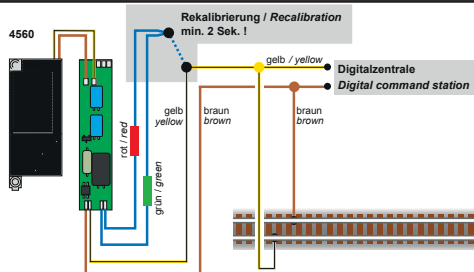 Rekalibrierung / Recalibration
min. 2 Sek. !
4560
gelb / yellow
Digitalzentrale
Digital command station
gelb
yellow
braun
brown
braun
brown
rot / red
grün / green